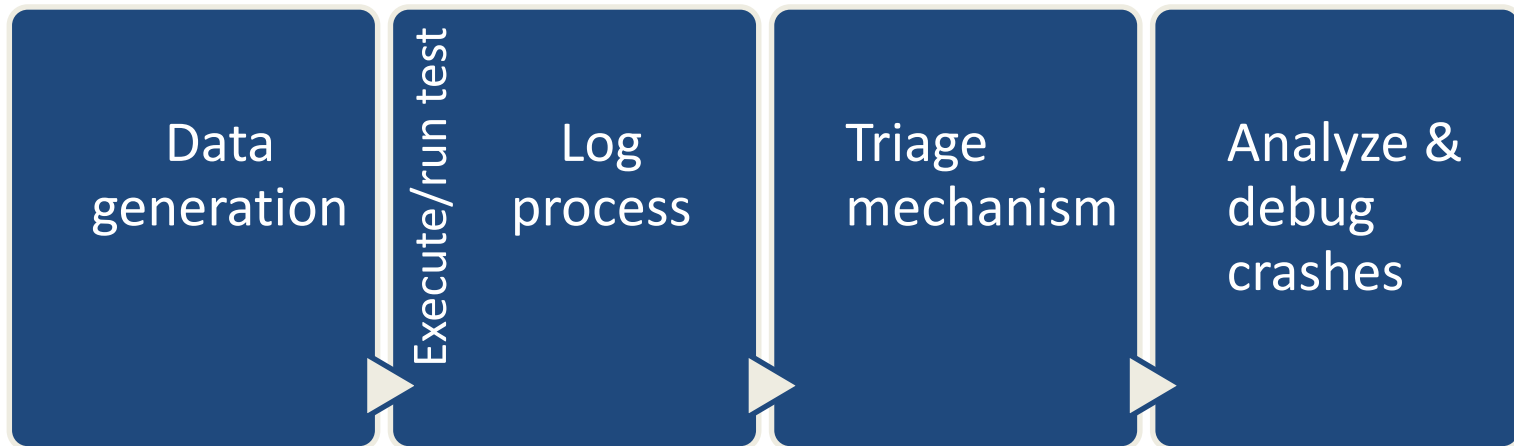 Data
generation
Execute/run test
Log
process
Triage
mechanism
Analyze &
debug
crashes